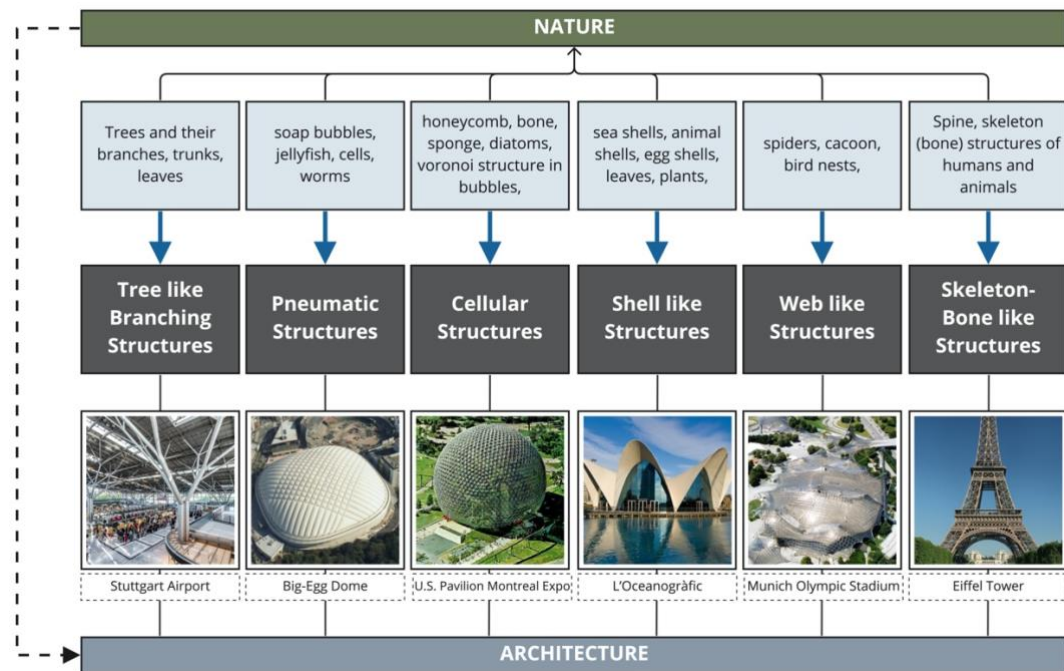 NATURE
Trees and their
branches, trunks,
leaves
soap bubbles,
jellyfish, cells,
worms
honeycomb, bone,
sponge, diatoms,
voronoi structure in
bubbles,
sea shells, animal
shells, egg shells,
leaves, plants,
spiders, cacoon,
bird nests,
Spine, skeleton
(bone) structures of
humans and
animals
Tree like
Branching
Structures
Pneumatic
Structures
Cellular
Structures
Shell like
Structures
Web like
Structures
Skeleton-
Bone like
Structures
Stuttgart Airport
Big-Egg Dome
U.S. Pavilion Montreal Expo
L'Oceanogràfic
Munich Olympic Stadium
Eiffel Tower
ARCHITECTURE